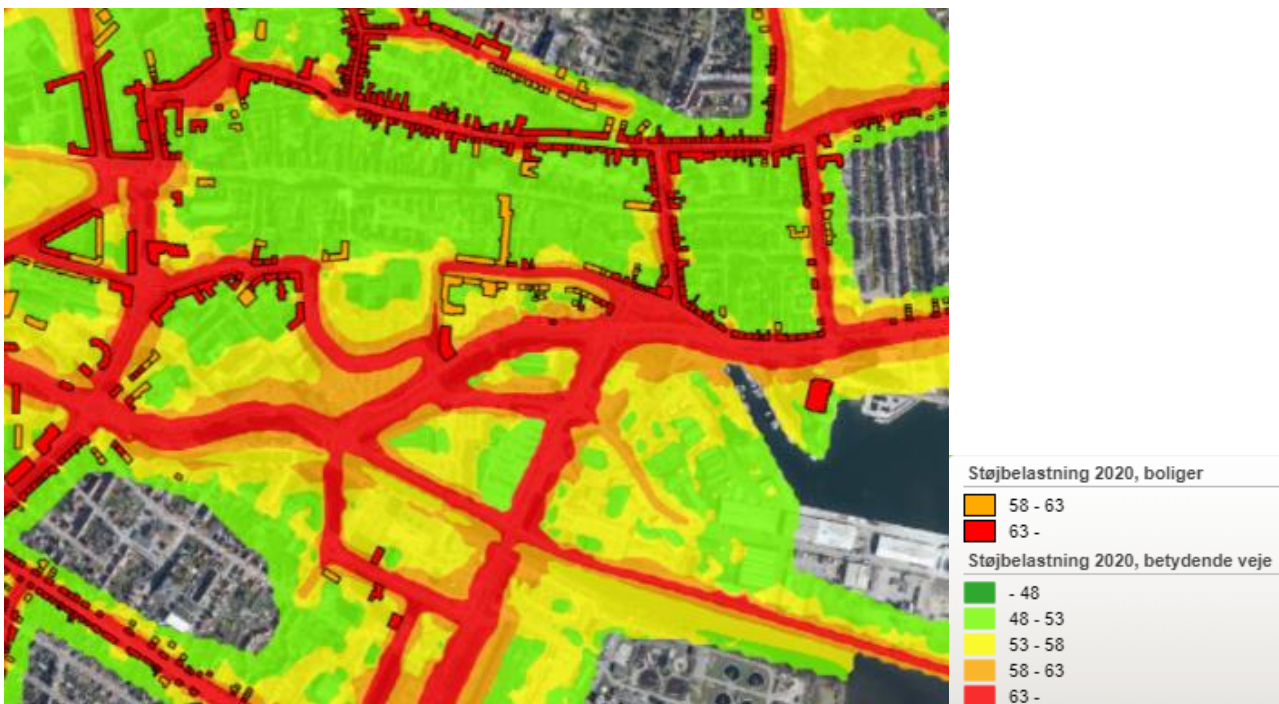 Støjbelastning 2020, boliger
58 - 63
63 -
Støjbelastning 2020, betydende veje
- 48
48 - 53
53 - 58
58 - 63
63 -